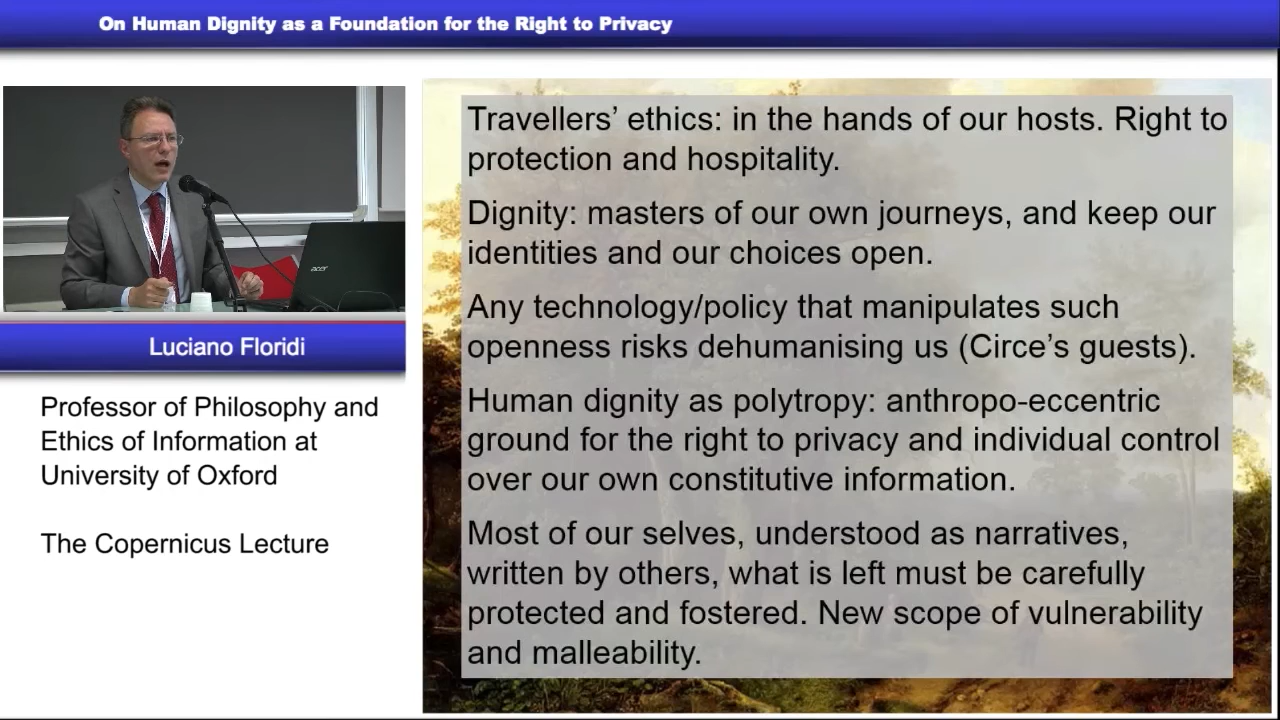 On Human Dignity as a Foundation for the Right to Privacy
acer
Luciano Floridi
Professor of Philosophy and
Ethics of Information at
University of Oxford
The Copernicus Lecture
Travellers’ ethics: in the hands of our hosts. Right to
protection and hospitality.
Dignity: masters of our own journeys, and keep our
identities and our choices open.
Any technology/policy that manipulates such
openness risks dehumanising us (Circe’s guests).
Human dignity as polytropy: anthropo-eccentric
ground for the right to privacy and individual control
over our own constitutive information.
Most of our selves, understood as narratives,
written by others, what is left must be carefully
protected and fostered. New scope of vulnerability
and malleability.